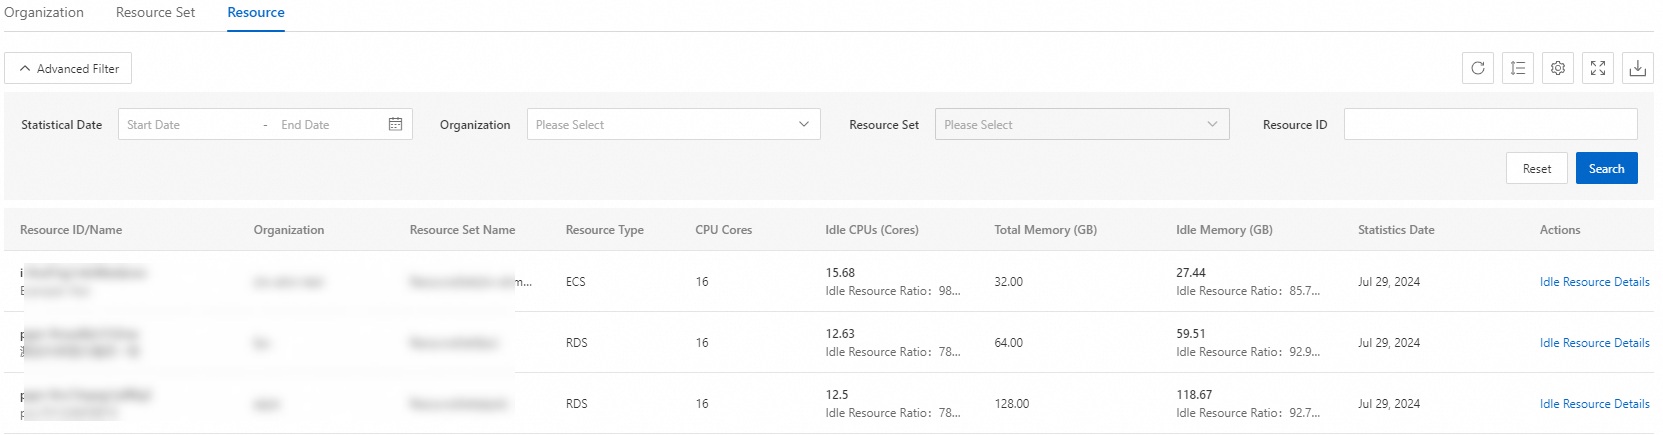 Organization Resource Set Resource
Advanced Filter
Statistical Date Start Date - End Date Organization Please Select Resource Set Please Select Resource ID
Reset Search
Resource ID/Name Organization Resource Set Name Resource Type CPU Cores Idle CPUs (Cores) Total Memory (GB) Idle Memory (GB) Statistics Date Actions
ECS 16 15.68 32.00 27.44 Jul 29, 2024 Idle Resource Details
Idle Resource Ratio: 98... Idle Resource Ratio: 85.7...
RDS 16 12.63 64.00 59.51 Jul 29, 2024 Idle Resource Details
Idle Resource Ratio: 78... Idle Resource Ratio: 92.9...
RDS 16 12.5 128.00 118.67 Jul 29, 2024 Idle Resource Details
Idle Resource Ratio: 78... Idle Resource Ratio: 92.7...